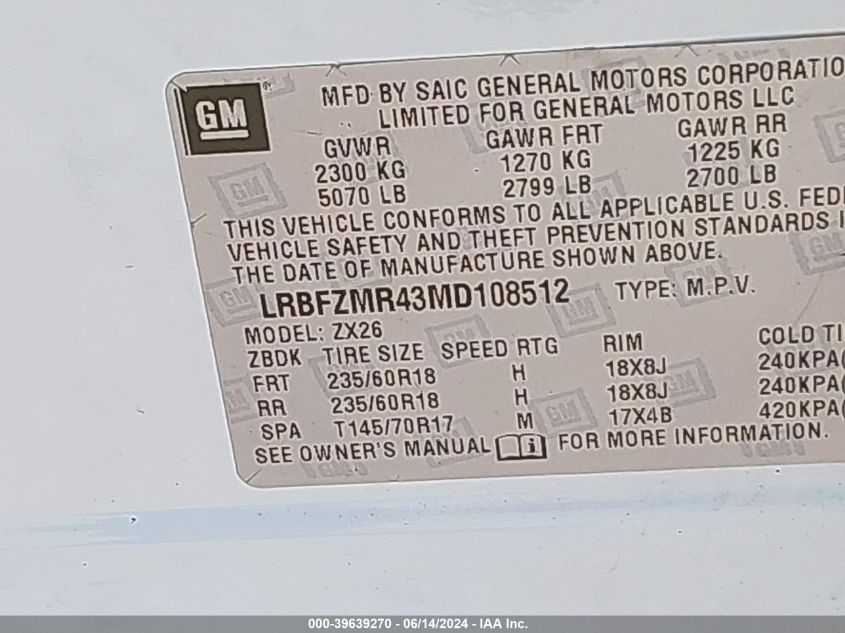 GM®
MFD BY SAIC GENERAL MOTORS CORPORATIO
LIMITED FOR GENERAL MOTORS LLC
GVWR GAWR FRT GAWR RR
2300 KG 1270 KG 1225 KG
5070 LB 2799 LB 2700 LB
THIS VEHICLE CONFORMS TO ALL APPLICABLE U.S. FED
VEHICLE SAFETY AND THEFT PREVENTION STANDARDS I
THE DATE OF MANUFACTURE SHOWN ABOVE.
LRBFZMR43MD108512 TYPE: M.P.V.
MODEL: ZX26
ZBDK TIRE SIZE SPEED RTG RIM COLD TI
FRT 235/60R18 H 18X8J 240KPA(
RR 235/60R18 H 18X8J 240KPA(
SPA T145/70R17 M 17X4B 420KPA(
SEE OWNER'S MANUAL i FOR MORE INFORMATION.
000-39639270 - 06/14/2024 - IAA Inc.